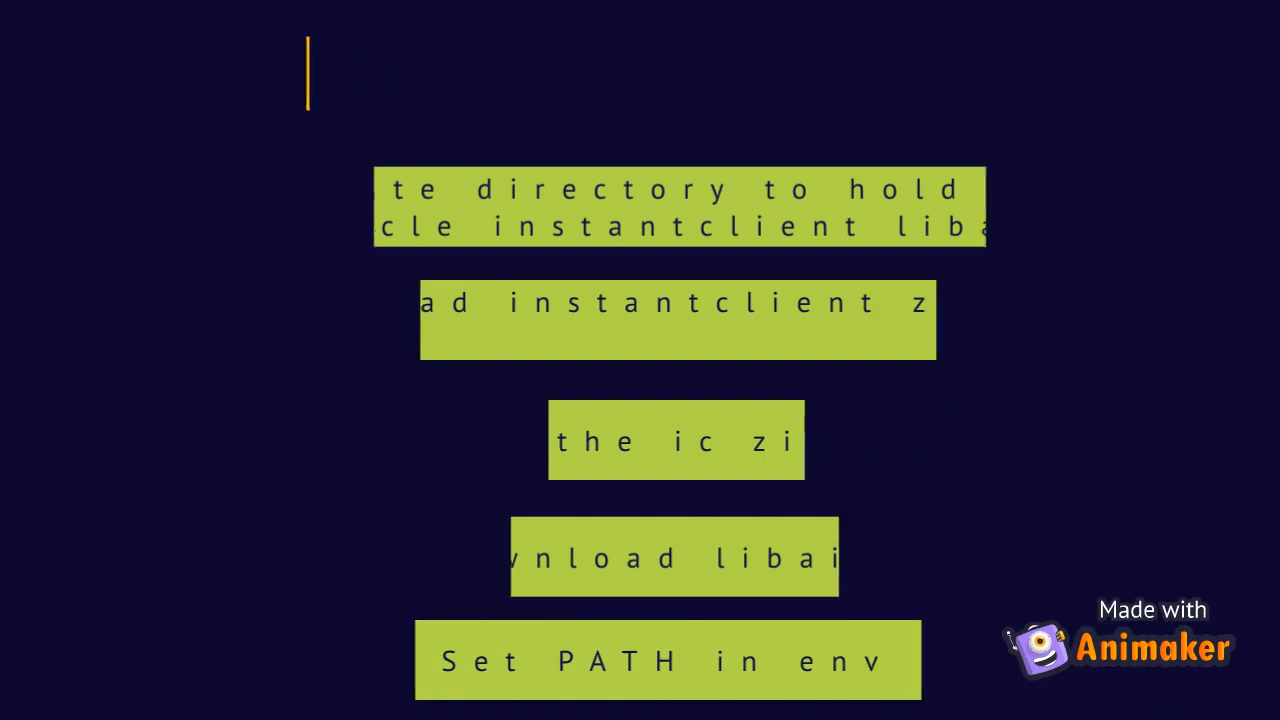 te directory to hold
cle instantclient lib
ad instantclient z
the ic zi
nload libai
Set PATH in env
Made with
Animaker